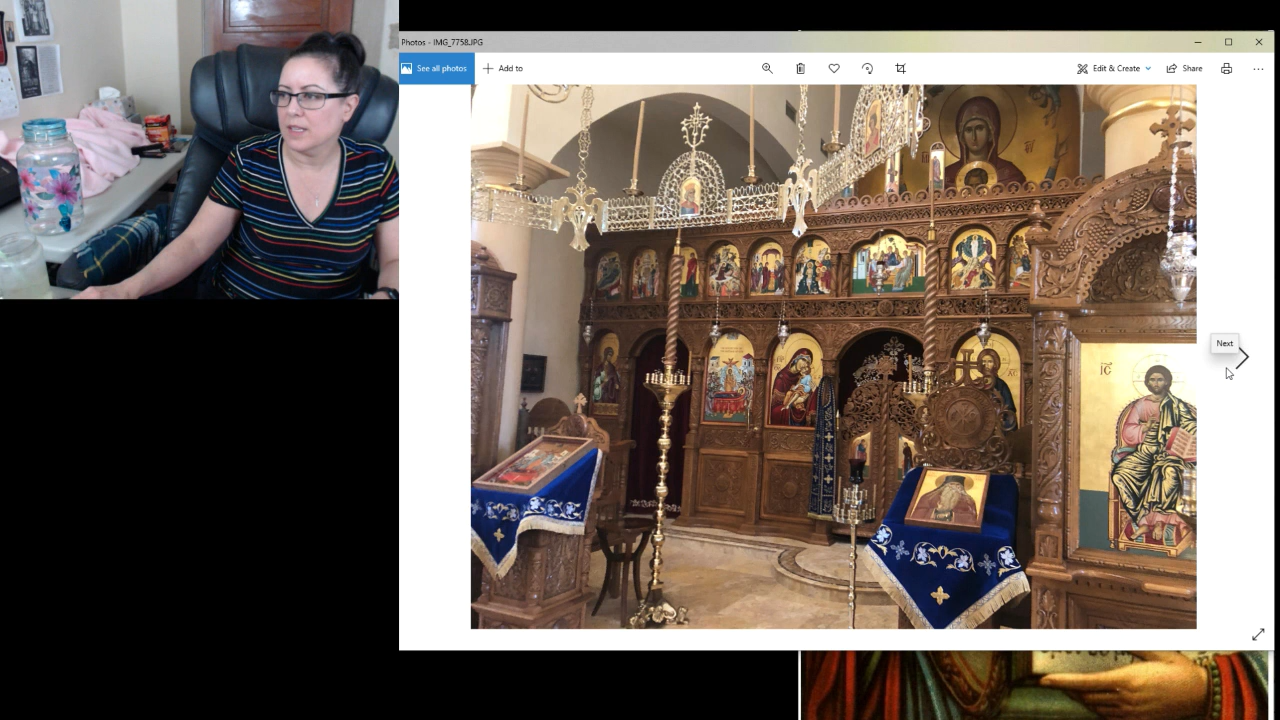 Photos - IMG_7758.JPG
See all photos
Add to
Edit & Create
Share
Next
IC